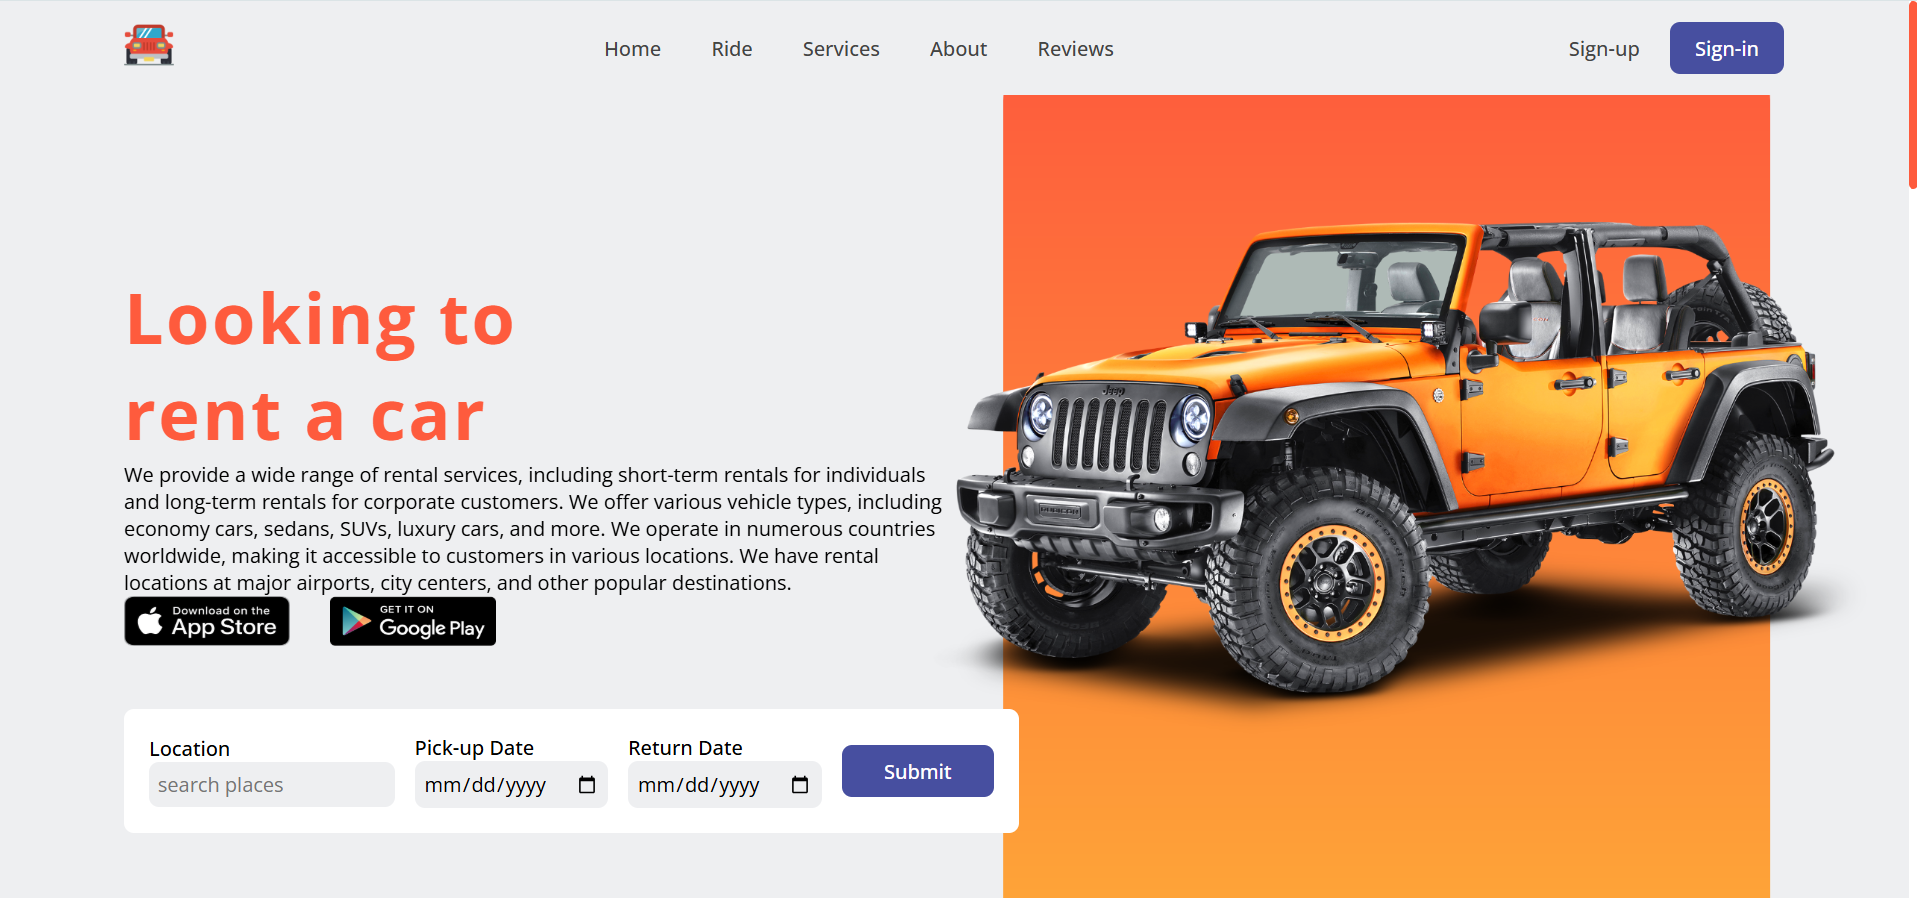 Home Ride Services About Reviews Sign-up Sign-in
Looking to
rent a car
We provide a wide range of rental services, including short-term rentals for individuals
and long-term rentals for corporate customers. We offer various vehicle types, including
economy cars, sedans, SUVs, luxury cars, and more. We operate in numerous countries
worldwide, making it accessible to customers in various locations. We have rental
locations at major airports, city centers, and other popular destinations.
Download on the
App Store
GET IT ON
Google Play
Jeep
RUBICON
Location
search places
Pick-up Date
mm/dd/yyyy
Return Date
mm/dd/yyyy
Submit